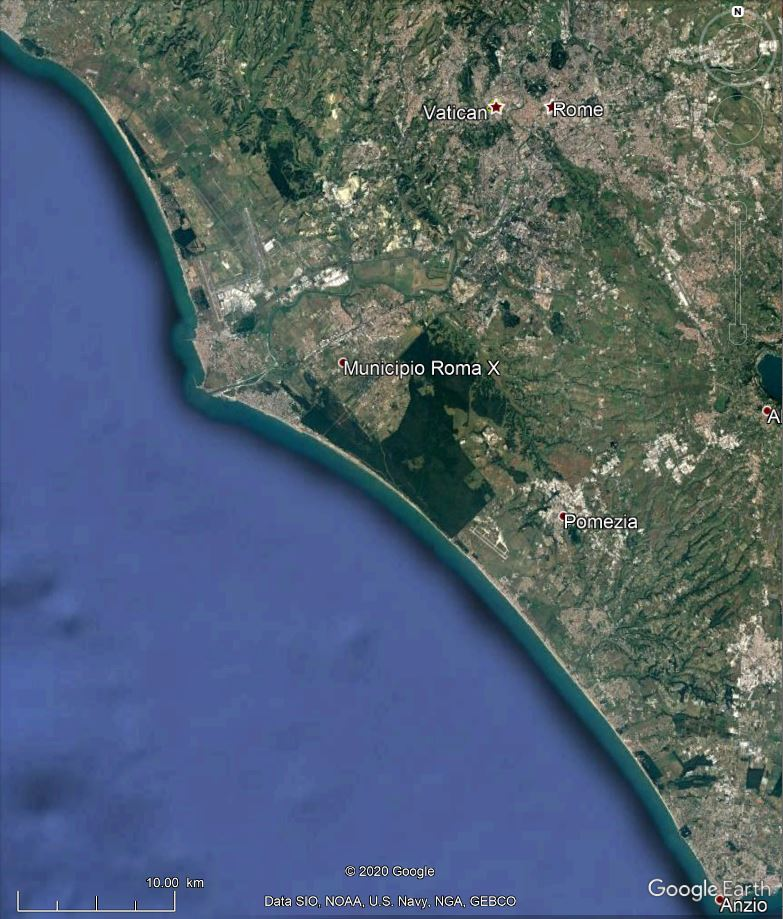 N
Vatican
Rome
Municipio Roma X
A
Pomezia
© 2020 Google
10.00 km
Data SIO, NOAA, U.S. Navy, NGA, GEBCO
Google Earth
Anzio